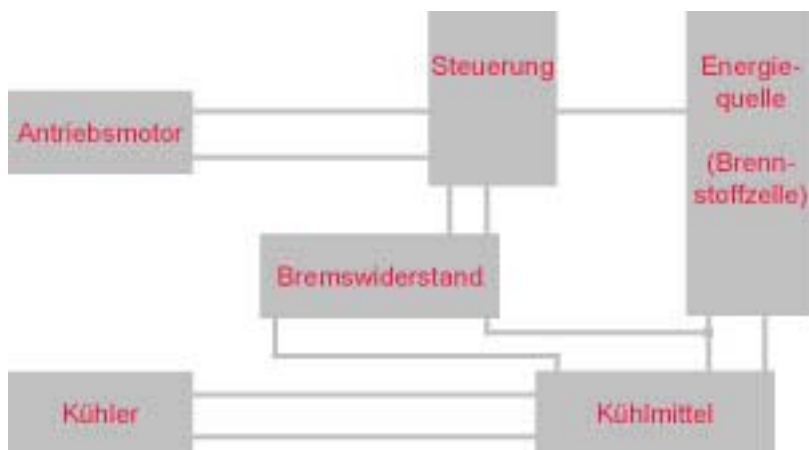 Steuerung
Energie-
quelle
(Brenn-
stoffzelle)
Antriebsmotor
Bremswiderstand
Kühler
Kühlmittel